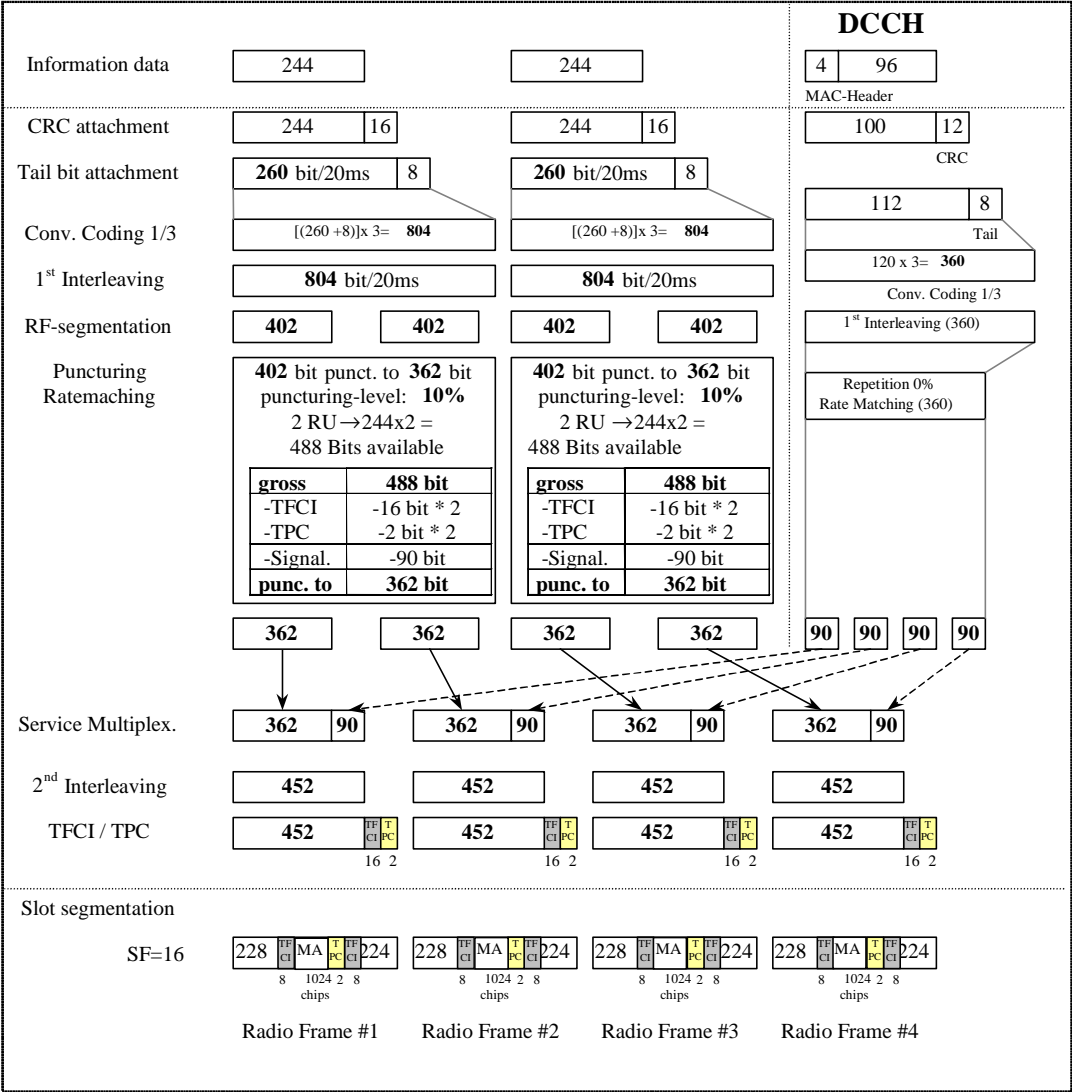 DCCH
Information data 244 244 4 96
MAC-Header
CRC attachment 244 16 244 16 100 12
CRC
Tail bit attachment 260 bit/20ms 8 260 bit/20ms 8
112 8
Tail
Conv. Coding 1/3 [(260 +8)]x 3= 804 [(260 +8)]x 3= 804
120 x 3= 360
Conv. Coding 1/3
1st Interleaving 804 bit/20ms 804 bit/20ms
RF-segmentation 402 402 402 402 1st Interleaving (360)
Puncturing
Ratemaching
402 bit punct. to 362 bit
puncturing-level: 10%
2 RU →244x2 =
488 Bits available
gross 488 bit
-TFCI -16 bit * 2
-TPC -2 bit * 2
-Signal. -90 bit
punc. to 362 bit
402 bit punct. to 362 bit
puncturing-level: 10%
2 RU →244x2 =
488 Bits available
gross 488 bit
-TFCI -16 bit * 2
-TPC -2 bit * 2
-Signal. -90 bit
punc. to 362 bit
Repetition 0%
Rate Matching (360)
362 362 362 362 90 90 90 90
Service Multiplex. 362 90 362 90 362 90 362 90
2nd Interleaving 452 452 452 452
TFCI / TPC 452 TF CI T PC 452 TF CI T PC 452 TF CI T PC 452 TF CI T PC
16 2 16 2 16 2 16 2
Slot segmentation
SF=16 228 TF CI MA T PC TF CI 224 228 TF CI MA T PC TF CI 224 228 TF CI MA T PC TF CI 224 228 TF CI MA T PC TF CI 224
8 1024 2 8 8 1024 2 8 8 1024 2 8 8 1024 2 8
chips chips chips chips
Radio Frame #1 Radio Frame #2 Radio Frame #3 Radio Frame #4